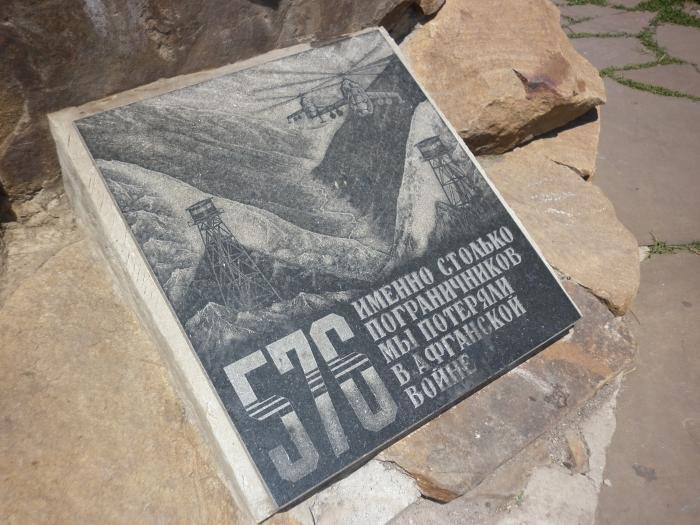 576
ИМЕННО СТОЛЬКО
ПОГРАНИЧНИКОВ
МЫ ПОТЕРЯЛИ
В АФГАНСКОЙ
ВОЙНЕ